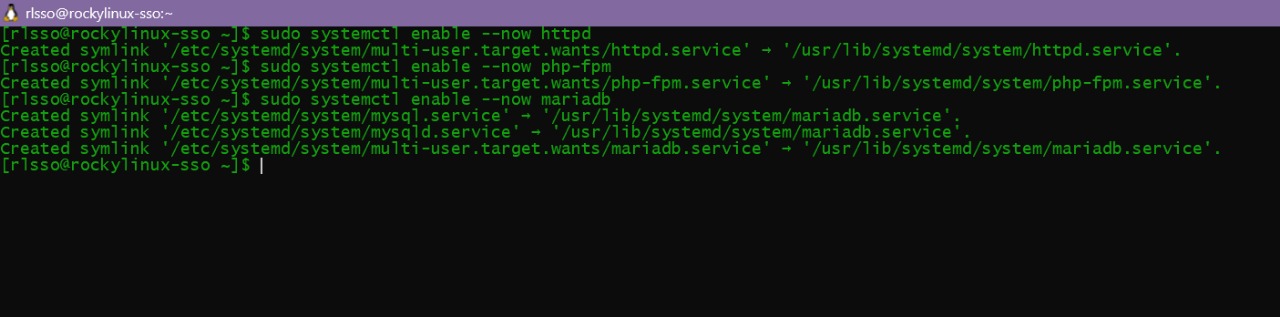 rlsso@rockylinux-sso:~
[rlsso@rockylinux-sso ~]$ sudo systemctl enable --now httpd
Created symlink '/etc/systemd/system/multi-user.target.wants/httpd.service' → '/usr/lib/systemd/system/httpd.service'.
[rlsso@rockylinux-sso ~]$ sudo systemctl enable --now php-fpm
Created symlink '/etc/systemd/system/multi-user.target.wants/php-fpm.service' → '/usr/lib/systemd/system/php-fpm.service'.
[rlsso@rockylinux-sso ~]$ sudo systemctl enable --now mariadb
Created symlink '/etc/systemd/system/mysql.service' → '/usr/lib/systemd/system/mariadb.service'.
Created symlink '/etc/systemd/system/mysqld.service' → '/usr/lib/systemd/system/mariadb.service'.
Created symlink '/etc/systemd/system/multi-user.target.wants/mariadb.service' → '/usr/lib/systemd/system/mariadb.service'.
[rlsso@rockylinux-sso ~]$